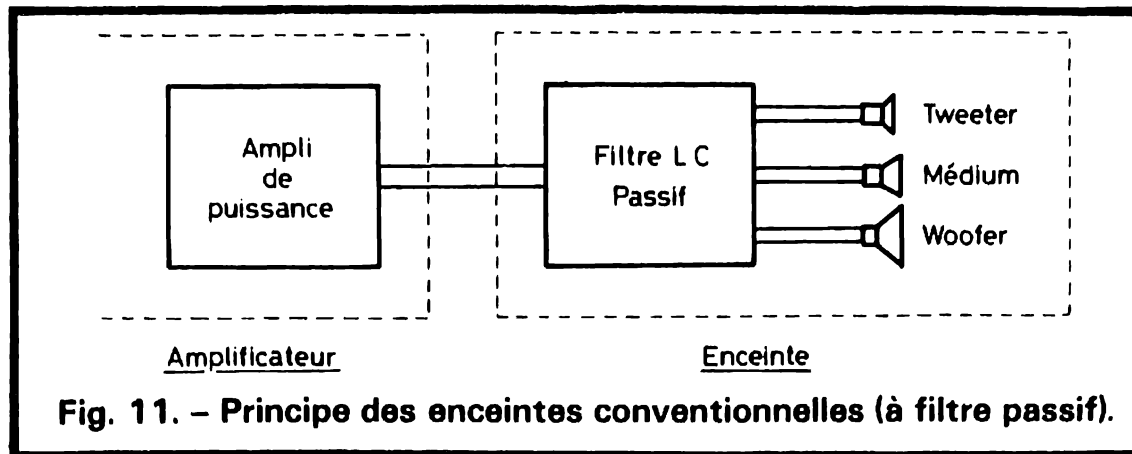 Ampli
de
puissance
Filtre L C
Passif
Tweeter
Médium
Woofer
Amplificateur
Enceinte
Fig. 11. – Principe des enceintes conventionnelles (à filtre passif).